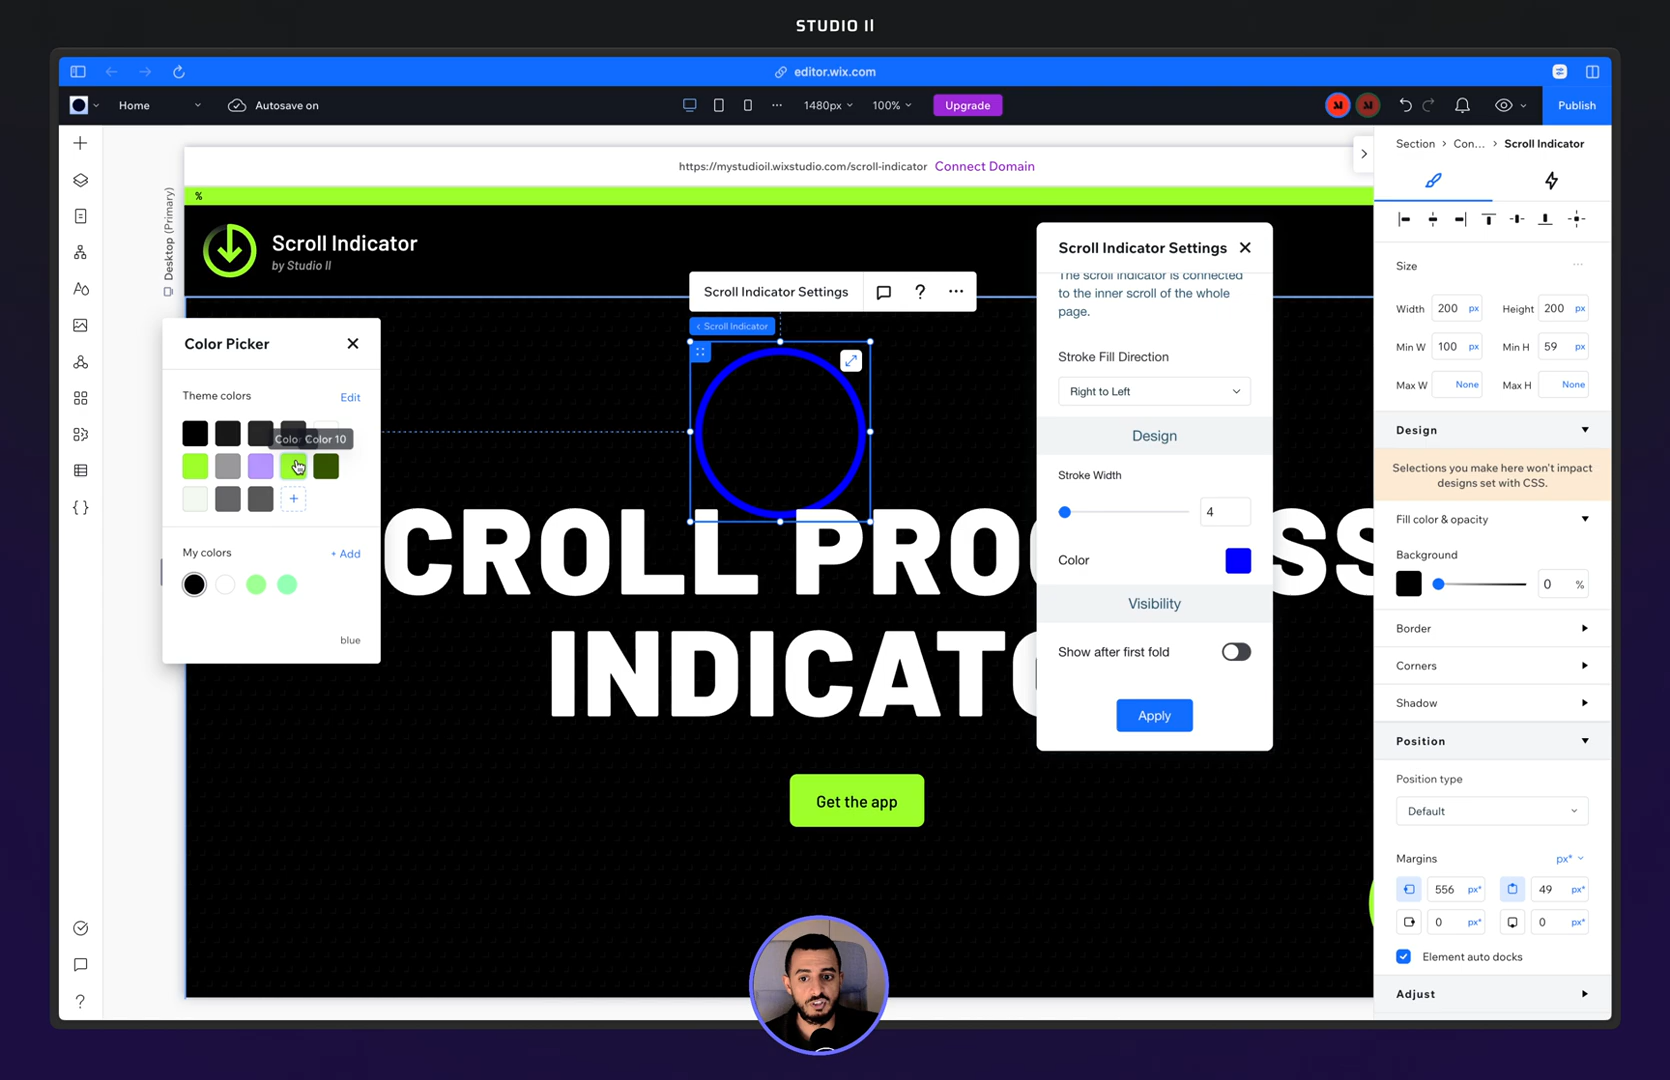 STUDIO II
editor.wix.com
Home
Autosave on
1480px
100%
Upgrade
Publish
https://mystudioil.wixstudio.com/scroll-indicator Connect Domain
Desktop (Primary)
%
Scroll Indicator
by Studio II
Scroll Indicator Settings
?
Scroll Indicator
Color Picker
Theme colors
Edit
Color 10
+
My colors
+ Add
blue
CROLL PRO SS
INDICAT
Get the app
Scroll Indicator Settings
The scroll indicator is connected
to the inner scroll of the whole
page.
Stroke Fill Direction
Right to Left
Design
Stroke Width
4
Color
Visibility
Show after first fold
Apply
Section > Con... > Scroll Indicator
Size
Width 200 px Height 200 px
Min W 100 px Min H 59 px
Max W None Max H None
Design
Selections you make here won't impact
designs set with CSS.
Fill color & opacity
Background
0 %
Border
Corners
Shadow
Position
Position type
Default
Margins px*
556 px* 49 px*
0 px* 0 px*
Element auto docks
Adjust
?